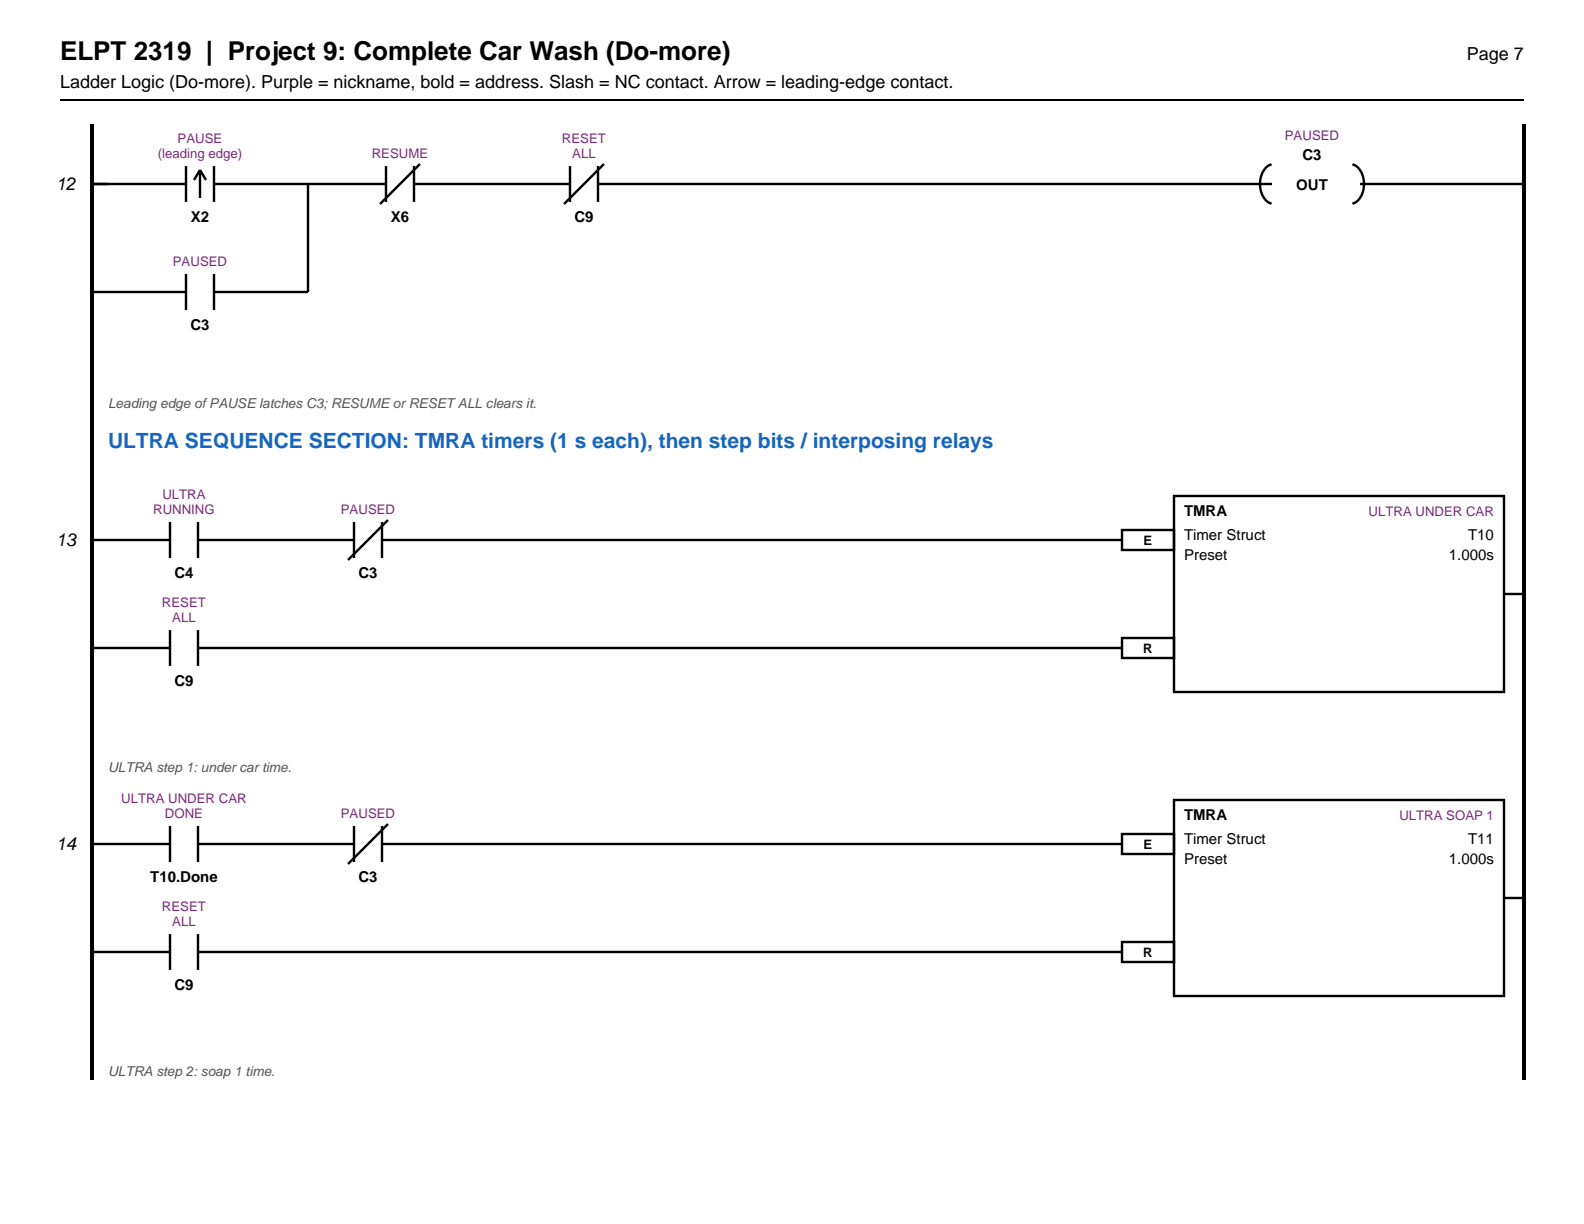 ELPT 2319 | Project 9: Complete Car Wash (Do-more)
Page 7
Ladder Logic (Do-more). Purple = nickname, bold = address. Slash = NC contact. Arrow = leading-edge contact.
PAUSE
(leading edge)
RESUME
RESET
ALL
PAUSED
C3
12
OUT
X2
X6
C9
PAUSED
C3
Leading edge of PAUSE latches C3; RESUME or RESET ALL clears it.
ULTRA SEQUENCE SECTION: TMRA timers (1 s each), then step bits / interposing relays
ULTRA
RUNNING
PAUSED
TMRA
ULTRA UNDER CAR
13
E
Timer Struct
T10
Preset
1.000s
C4
C3
RESET
ALL
R
C9
ULTRA step 1: under car time.
ULTRA UNDER CAR
DONE
PAUSED
TMRA
ULTRA SOAP 1
14
E
Timer Struct
T11
Preset
1.000s
T10.Done
C3
RESET
ALL
R
C9
ULTRA step 2: soap 1 time.